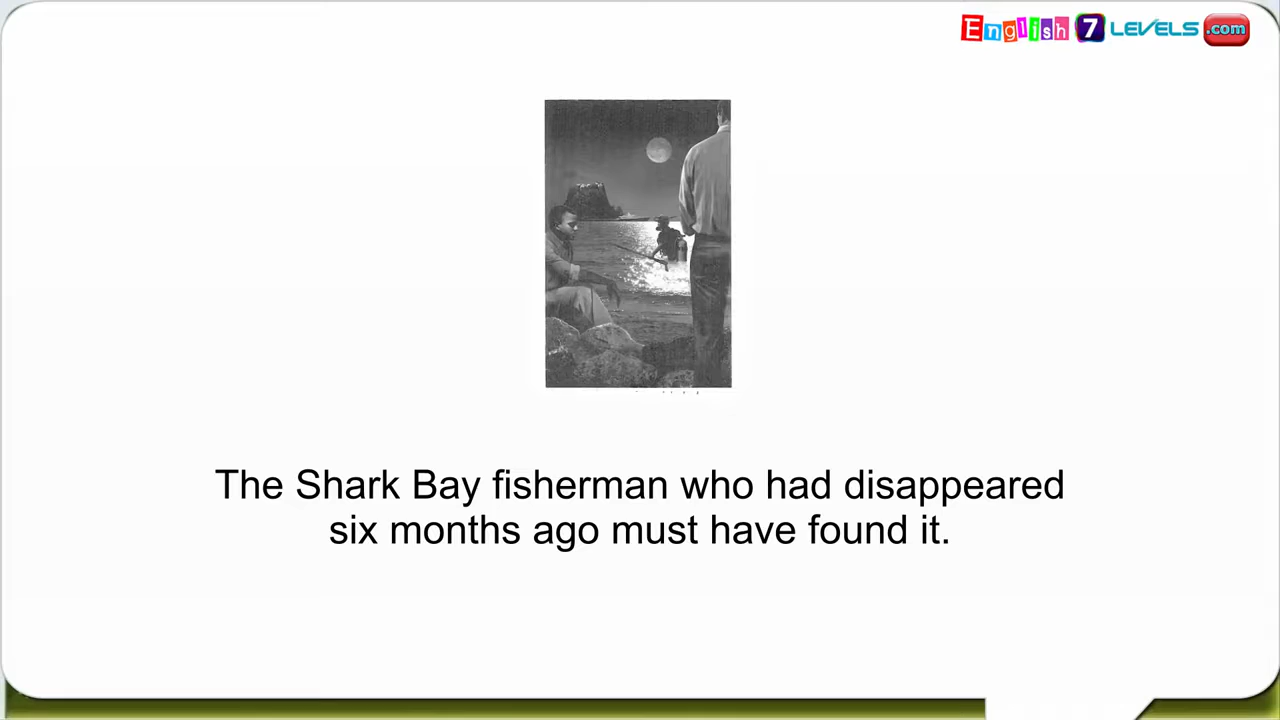 English 7 LEVELS .com
The Shark Bay fisherman who had disappeared
six months ago must have found it.